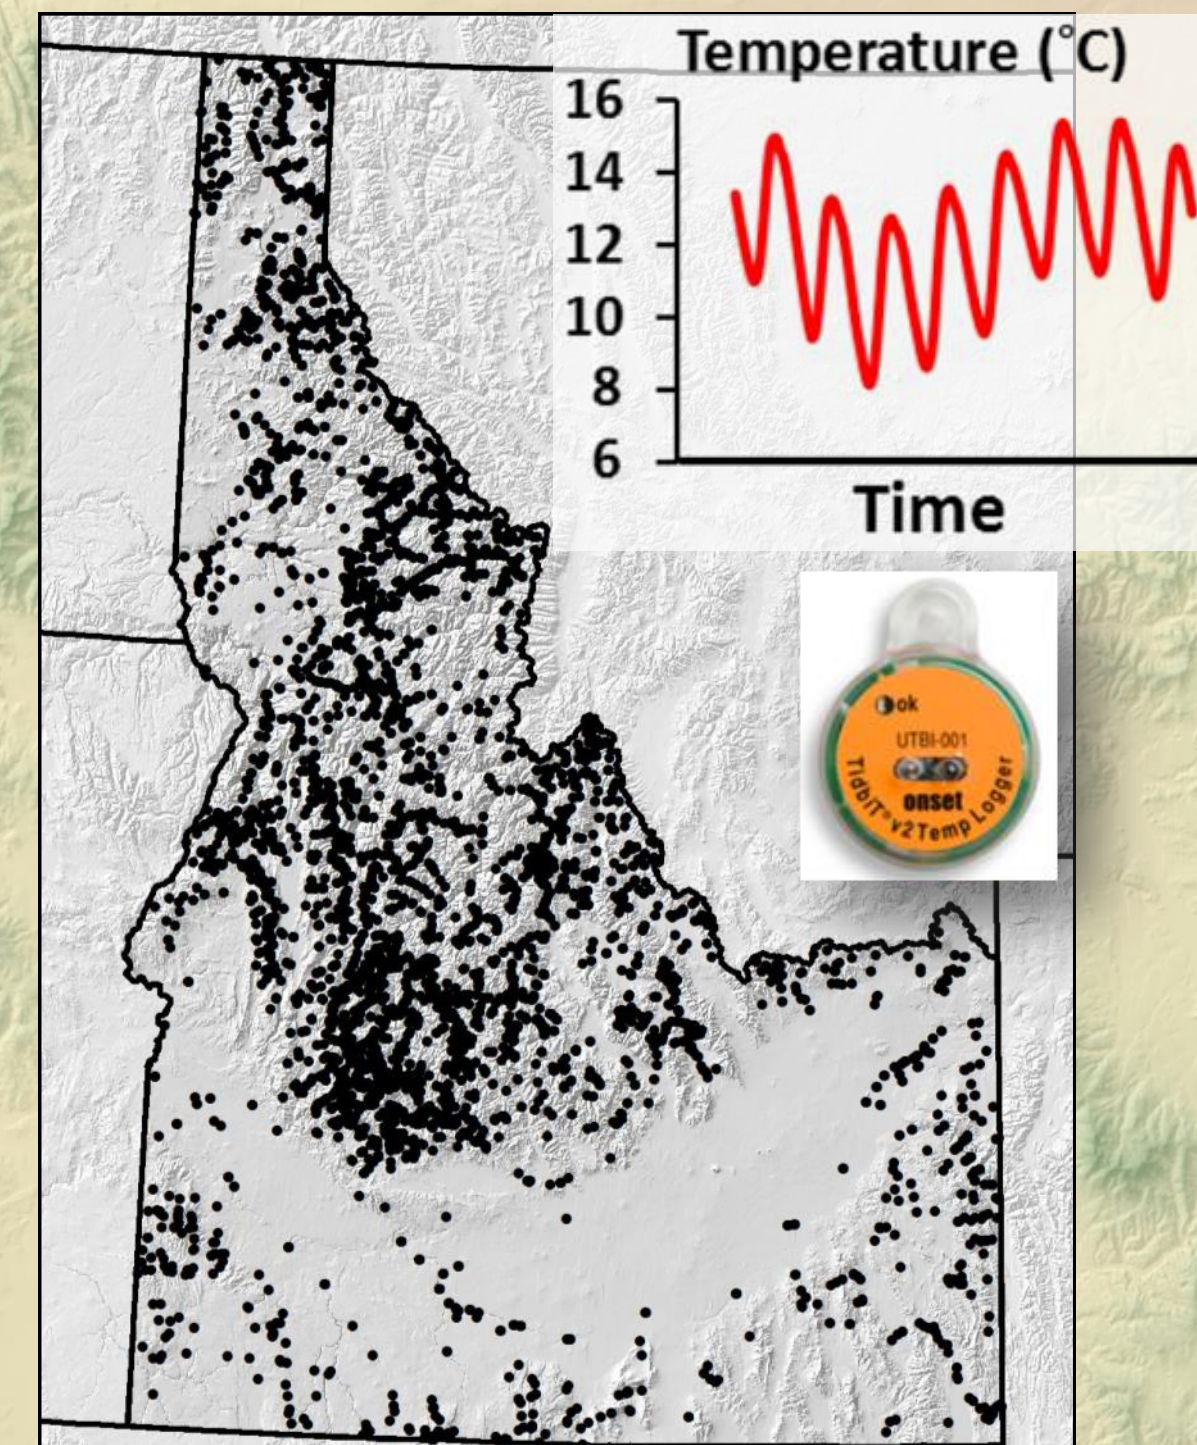 Temperature (°C)
16
14
12
10
8
6
Time
ok
UTBI-001
onset
TidbiT® v2 Temp Logger